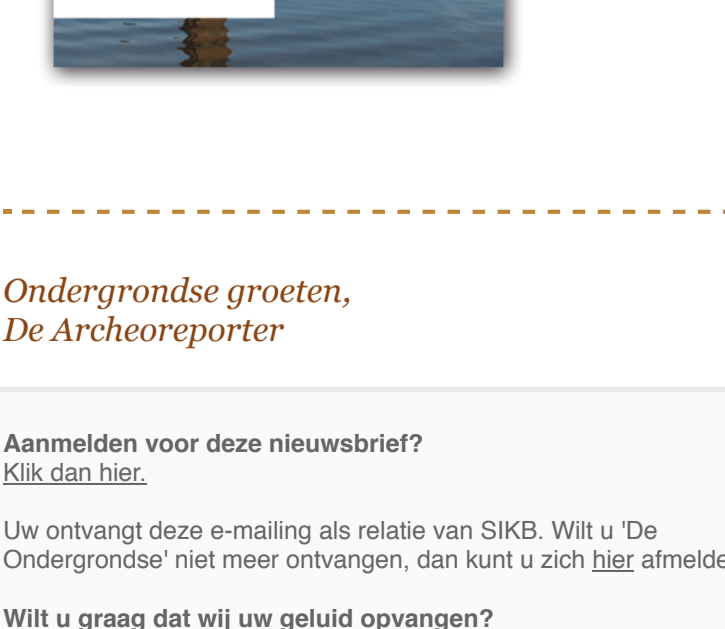 Ondergrondse groeten,
De Archeoreporter
Aanmelden voor deze nieuwsbrief?
Klik dan hier.
Uw ontvangt deze e-mailing als relatie van SIKB. Wilt u 'De
Ondergrondse' niet meer ontvangen, dan kunt u zich hier afmelde
Wilt u graag dat wij uw geluid opvangen?